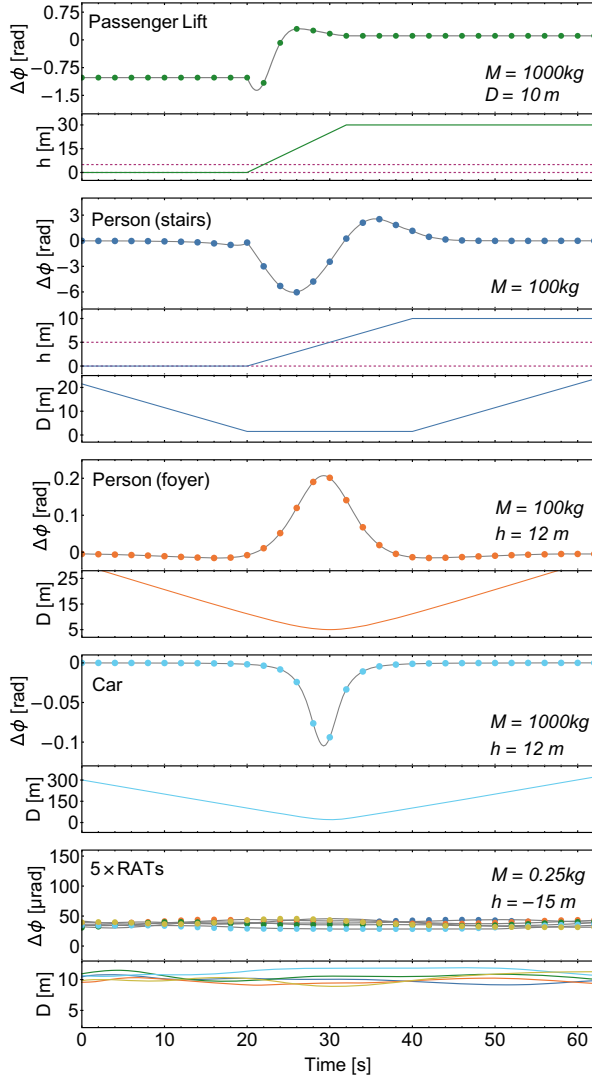 Passenger Lift
Δϕ [rad]
0.0
−0.75
−1.5
M = 1000kg
D = 10 m
h [m]
30
15
0
Person (stairs)
Δϕ [rad]
3
0
−3
−6
M = 100kg
h [m]
10
5
0
D [m]
20
10
0
Person (foyer)
Δϕ [rad]
0.2
0.1
0
M = 100kg
h = 12 m
D [m]
25
15
5
Car
Δϕ [rad]
0
−0.05
−0.1
M = 1000kg
h = 12 m
D [m]
300
150
0
5×RATs
Δϕ [μrad]
150
100
50
0
M = 0.25kg
h = −15 m
D [m]
10
5
0 10 20 30 40 50 60
Time [s]